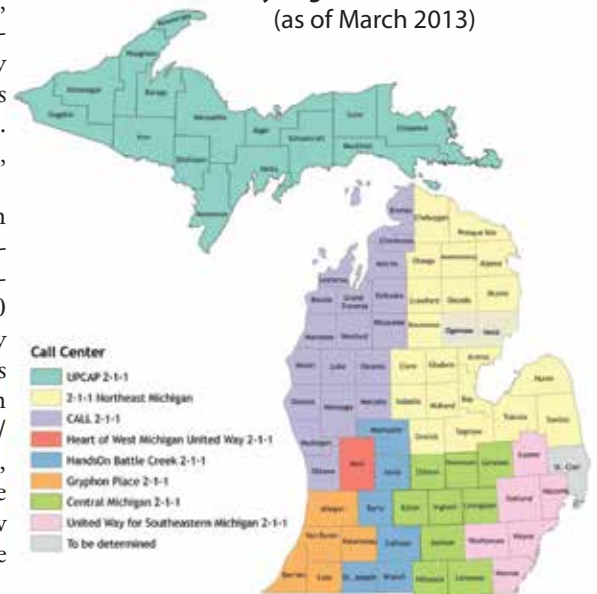 (as of March 2013)
Keweenaw
Houghton
Ontonagon
Baraga
Gogebic
Marquette
Luce
Alger
Chippewa
Iron
Schoolcraft
Mackinac
Dickinson
Delta
Menominee
Emmet
Cheboygan
Presque Isle
Charlevoix
Antrim
Otsego
Montmorency
Alpena
Leelanau
Benzie
Grand Traverse
Kalkaska
Crawford
Oscoda
Alcona
Manistee
Wexford
Missaukee
Roscommon
Ogemaw
Iosco
Arenac
Mason
Lake
Osceola
Clare
Gladwin
Huron
Oceana
Newaygo
Mecosta
Isabella
Midland
Bay
Tuscola
Sanilac
Muskegon
Montcalm
Gratiot
Saginaw
Ottawa
Kent
Ionia
Clinton
Shiawassee
Genesee
Lapeer
St. Clair
Allegan
Barry
Eaton
Ingham
Livingston
Oakland
Macomb
Van Buren
Kalamazoo
Calhoun
Jackson
Washtenaw
Wayne
Berrien
Cass
St. Joseph
Branch
Hillsdale
Lenawee
Monroe
Call Center
UPCAP 2-1-1
2-1-1 Northeast Michigan
CALL 2-1-1
Heart of West Michigan United Way 2-1-1
HandsOn Battle Creek 2-1-1
Gryphon Place 2-1-1
Central Michigan 2-1-1
United Way for Southeastern Michigan 2-1-1
To be determined